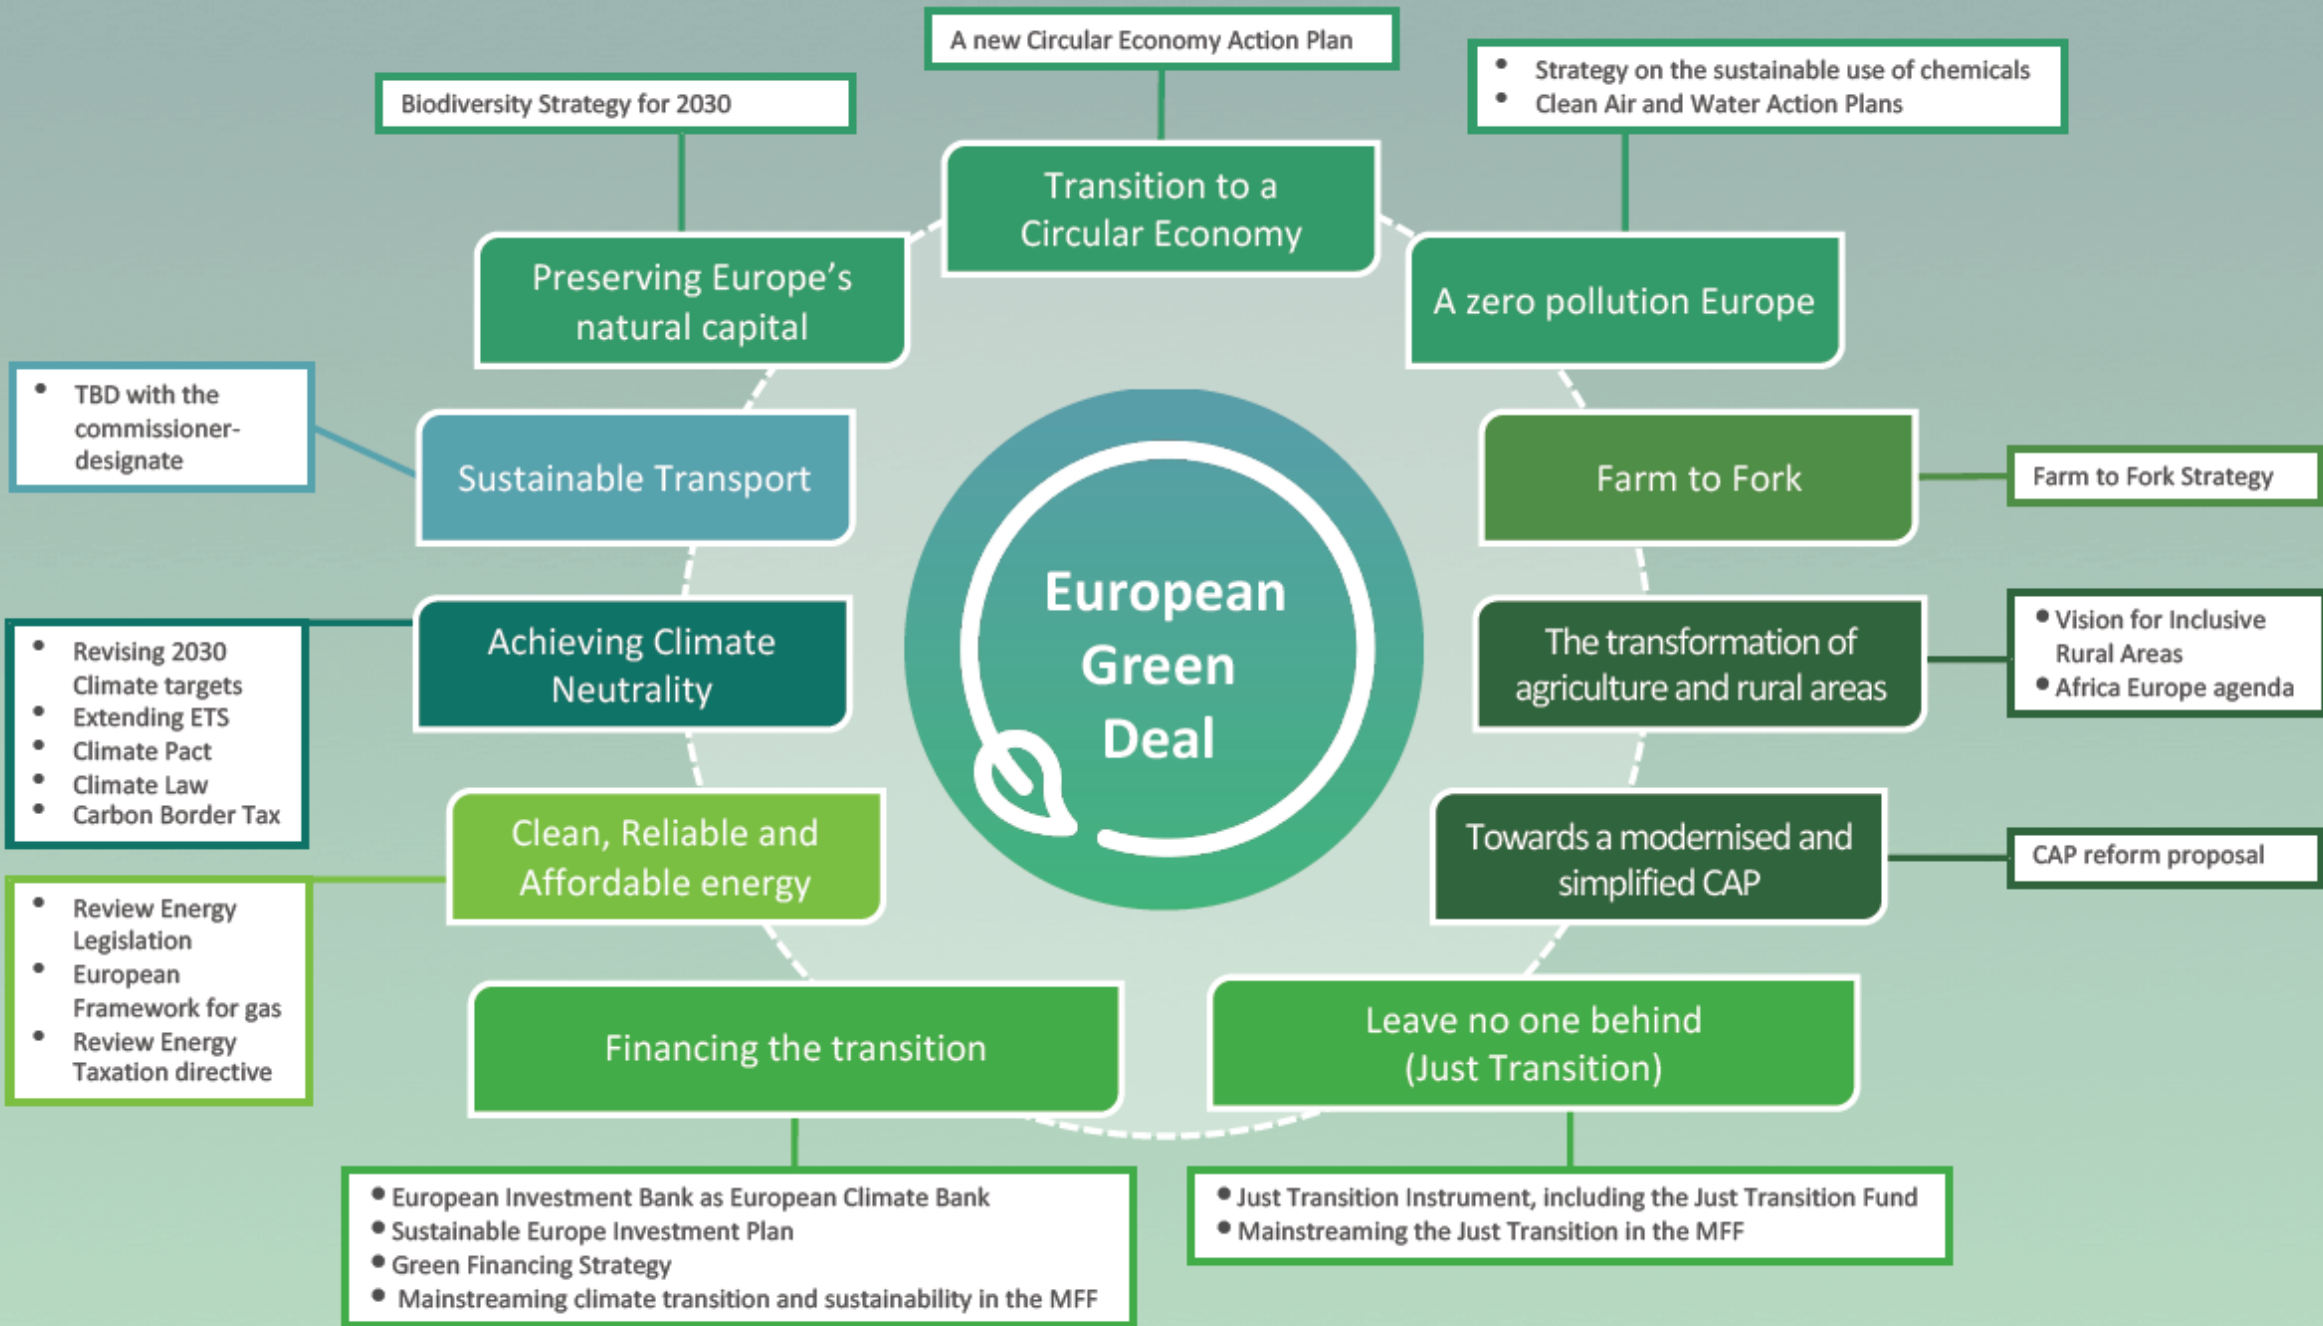 A new Circular Economy Action Plan
Biodiversity Strategy for 2030
• Strategy on the sustainable use of chemicals
• Clean Air and Water Action Plans
Transition to a
Circular Economy
Preserving Europe's
natural capital
A zero pollution Europe
• TBD with the
commissioner-
designate
Sustainable Transport
Farm to Fork
Farm to Fork Strategy
European
Green
Deal
Achieving Climate
Neutrality
• Revising 2030
Climate targets
• Extending ETS
• Climate Pact
• Climate Law
• Carbon Border Tax
The transformation of
agriculture and rural areas
• Vision for Inclusive
Rural Areas
• Africa Europe agenda
Clean, Reliable and
Affordable energy
• Review Energy
Legislation
• European
Framework for gas
• Review Energy
Taxation directive
Towards a modernised and
simplified CAP
CAP reform proposal
Financing the transition
Leave no one behind
(Just Transition)
• European Investment Bank as European Climate Bank
• Sustainable Europe Investment Plan
• Green Financing Strategy
• Mainstreaming climate transition and sustainability in the MFF
• Just Transition Instrument, including the Just Transition Fund
• Mainstreaming the Just Transition in the MFF